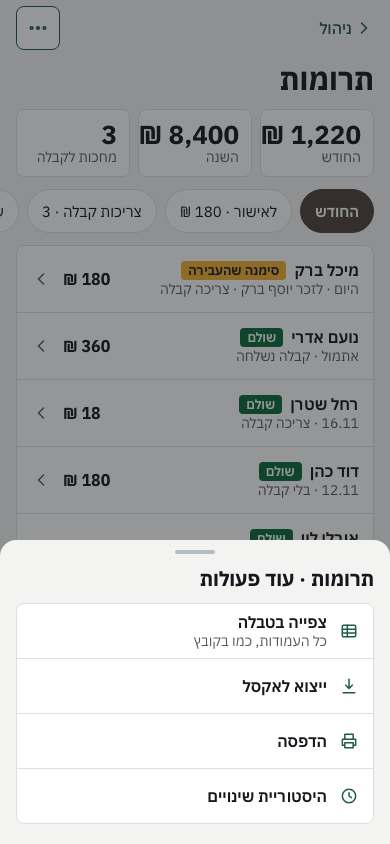 ניהול
תרומות
1,220 ₪
החודש
8,400 ₪
השנה
3
מחכות לקבלה
החודש
לאישור · 180 ₪
צריכות קבלה · 3
מיכל ברק
סימנה שהעבירה
180 ₪
היום · לזכר יוסף ברק · צריכה קבלה
נועם אדרי
שולם
360 ₪
אתמול · קבלה נשלחה
רחל שטרן
שולם
18 ₪
16.11 · צריכה קבלה
דוד כהן
שולם
180 ₪
12.11 · בלי קבלה
שולם
תרומות · עוד פעולות
צפייה בטבלה
כל העמודות, כמו בקובץ
ייצוא לאקסל
הדפסה
היסטוריית שינויים